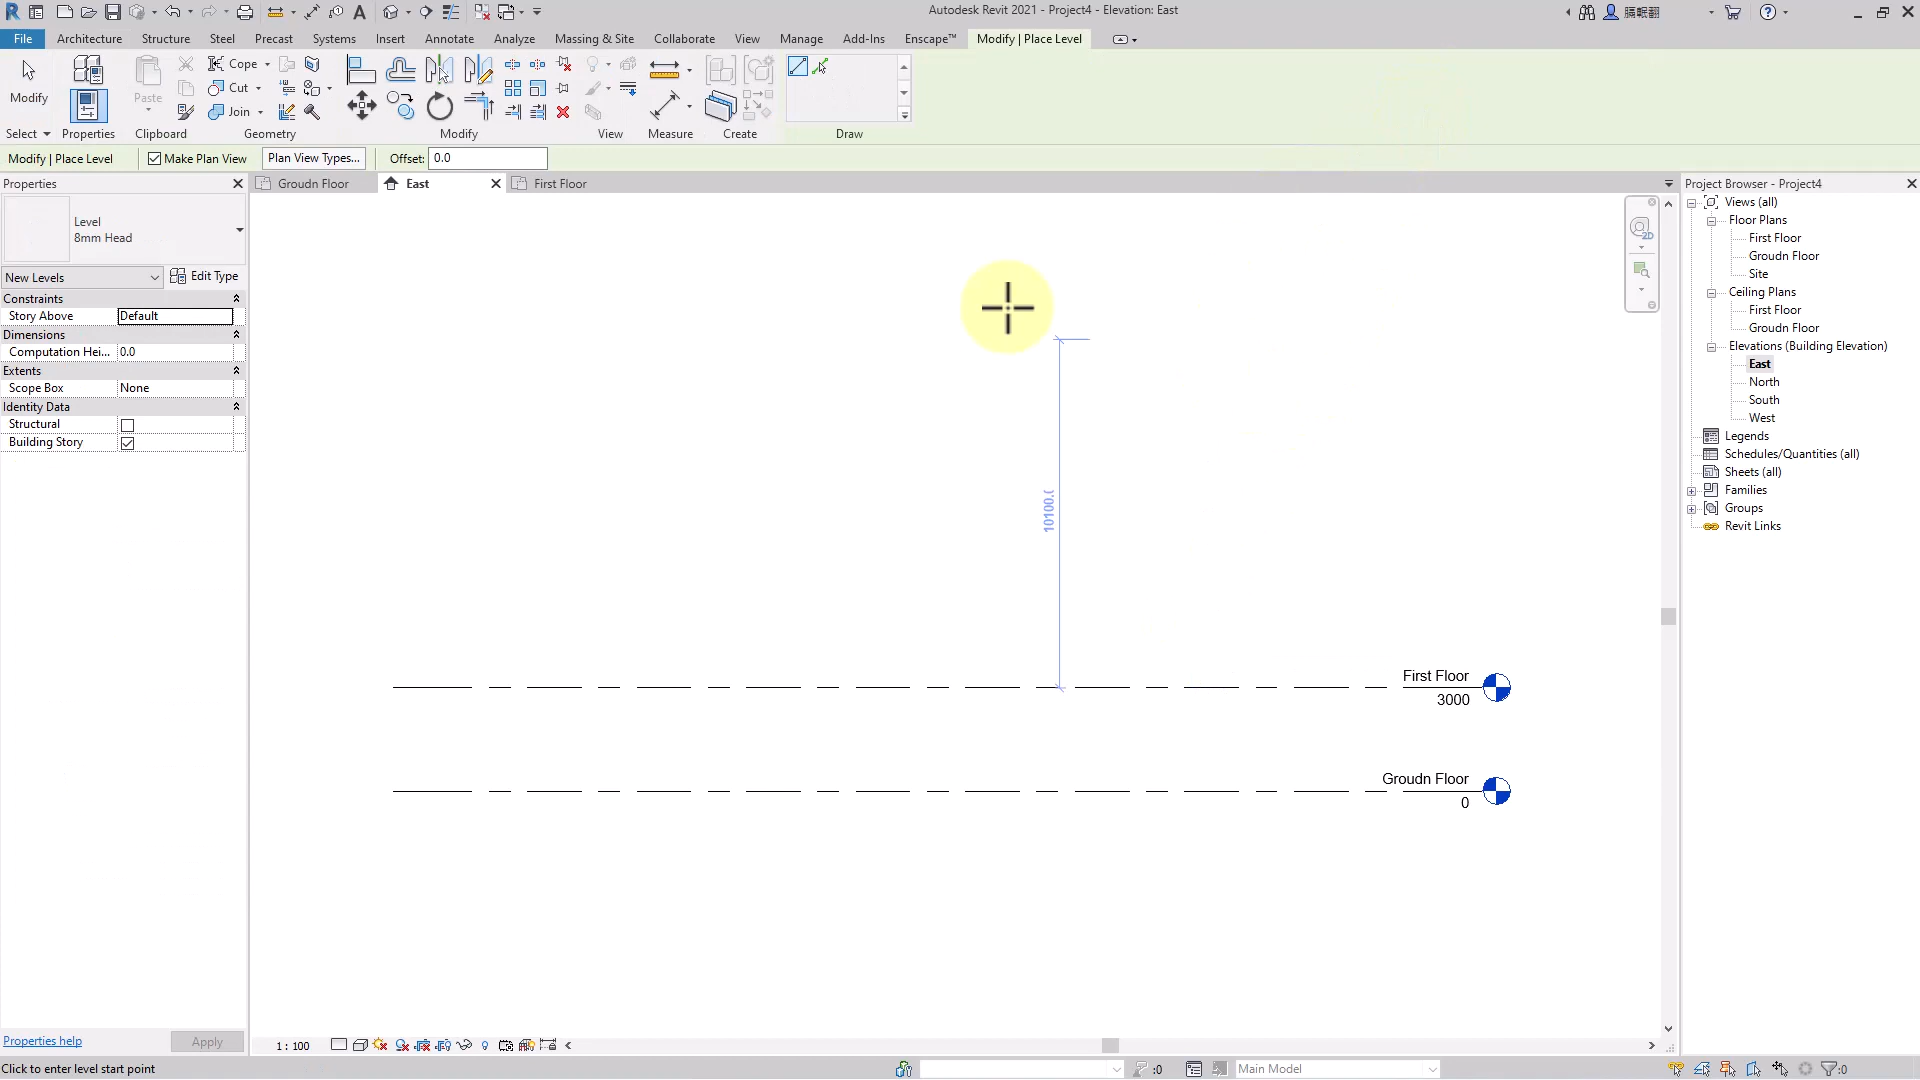 Autodesk Revit 2021 - Project4 - Elevation: East
File Architecture Structure Steel Precast Systems Insert Annotate Analyze Massing & Site Collaborate View Manage Add-Ins Enscape™ Modify | Place Level
Modify
Paste
Cope
Cut
Join
Select Properties Clipboard Geometry Modify View Measure Create Draw
Modify | Place Level Make Plan View Plan View Types... Offset: 0.0
Properties
Groudn Floor East First Floor
Level
8mm Head
New Levels Edit Type
Constraints
Story Above Default
Dimensions
Computation Hei... 0.0
Extents
Scope Box None
Identity Data
Structural
Building Story
Properties help Apply
10100.(
First Floor
3000
Groudn Floor
0
2D
Project Browser - Project4
Views (all)
Floor Plans
First Floor
Groudn Floor
Site
Ceiling Plans
First Floor
Groudn Floor
Elevations (Building Elevation)
East
North
South
West
Legends
Schedules/Quantities (all)
Sheets (all)
Families
Groups
Revit Links
1 : 100
Click to enter level start point
:0
Main Model
:0